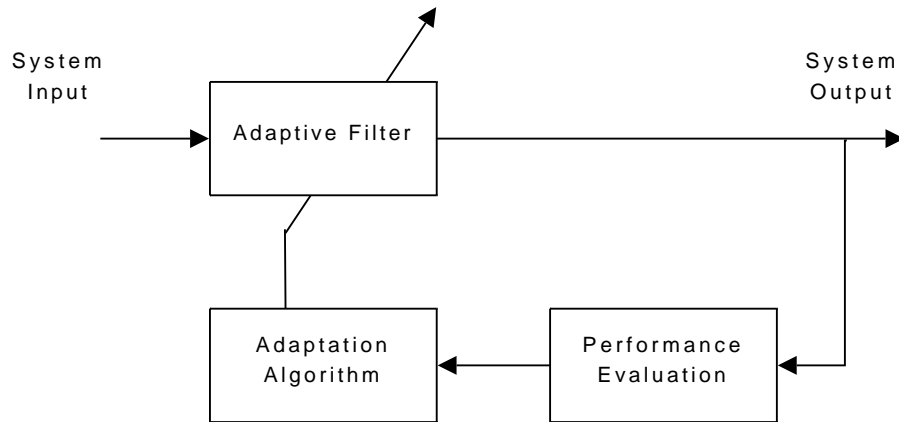 System
Input
System
Output
Adaptive Filter
Adaptation
Algorithm
Performance
Evaluation